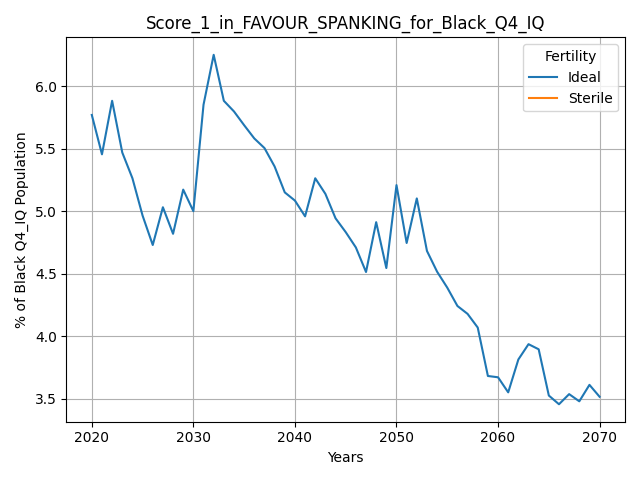 Score_1_in_FAVOUR_SPANKING_for_Black_Q4_IQ
Fertility
Ideal
Sterile
% of Black Q4_IQ Population
6.0
5.5
5.0
4.5
4.0
3.5
2020
2030
2040
2050
2060
2070
Years